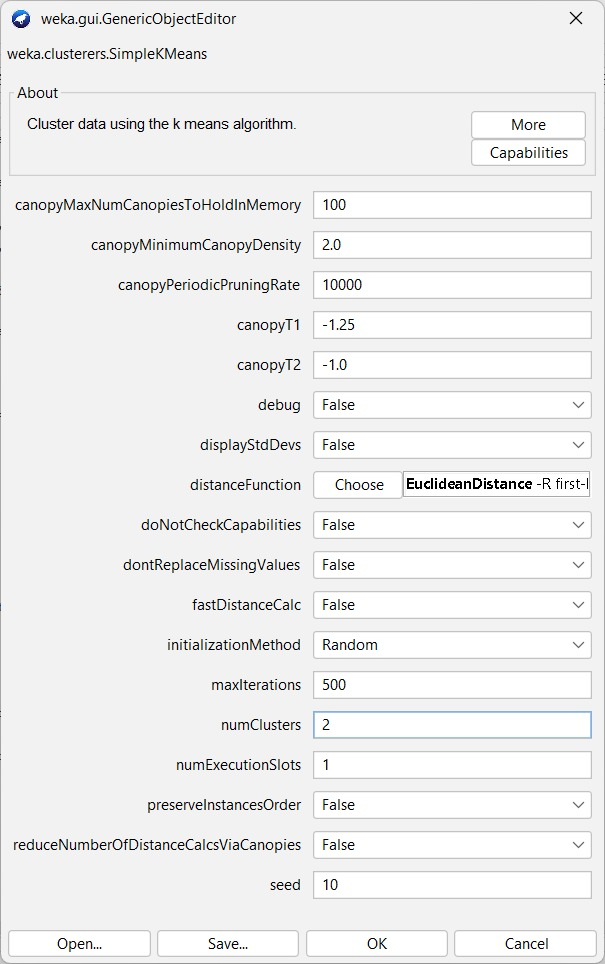 weka.gui.GenericObjectEditor
weka.clusterers.SimpleKMeans
About
Cluster data using the k means algorithm.
More
Capabilities
canopyMaxNumCanopiesToHoldInMemory 100
canopyMinimumCanopyDensity 2.0
canopyPeriodicPruningRate 10000
canopyT1 -1.25
canopyT2 -1.0
debug False
displayStdDevs False
distanceFunction Choose EuclideanDistance -R first-l
doNotCheckCapabilities False
dontReplaceMissingValues False
fastDistanceCalc False
initializationMethod Random
maxIterations 500
numClusters 2
numExecutionSlots 1
preserveInstancesOrder False
reduceNumberOfDistanceCalcsViaCanopies False
seed 10
Open... Save... OK Cancel